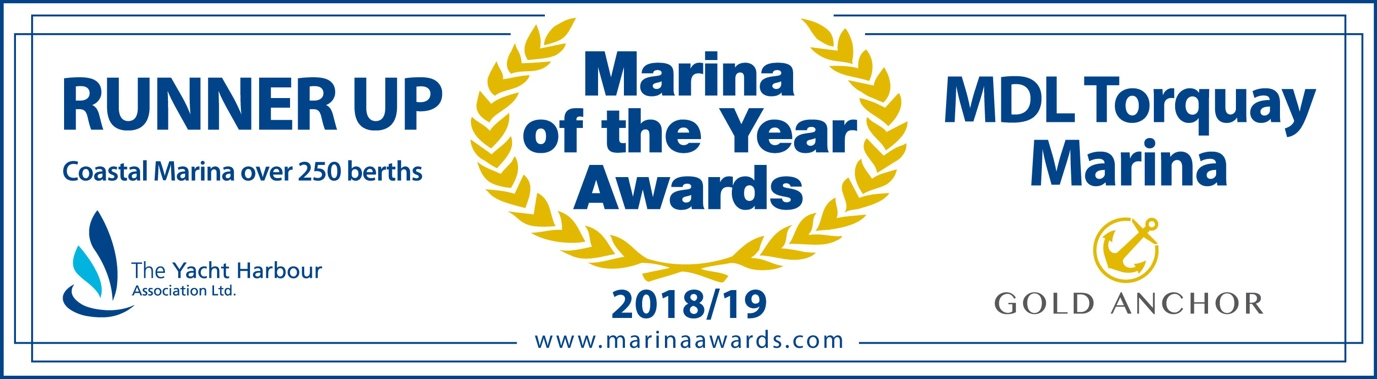 RUNNER UP
Coastal Marina over 250 berths
The Yacht Harbour
Association Ltd.
Marina
of the Year
Awards
2018/19
www.marinaawards.com
MDL Torquay
Marina
GOLD ANCHOR